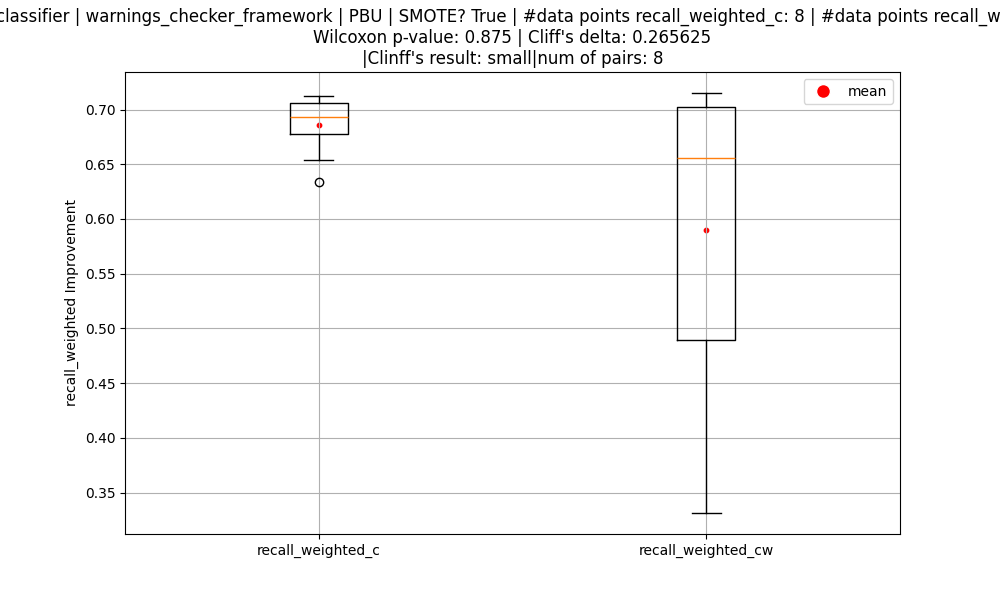 classifier | warnings_checker_framework | PBU | SMOTE? True | #data points recall_weighted_c: 8 | #data points
Wilcoxon p-value: 0.875 | Cliff's delta: 0.265625
|Clinff's result: small|num of pairs: 8
mean
recall_weighted Improvement
0.70
0.65
0.60
0.55
0.50
0.45
0.40
0.35
recall_weighted_c
recall_weighted_cw